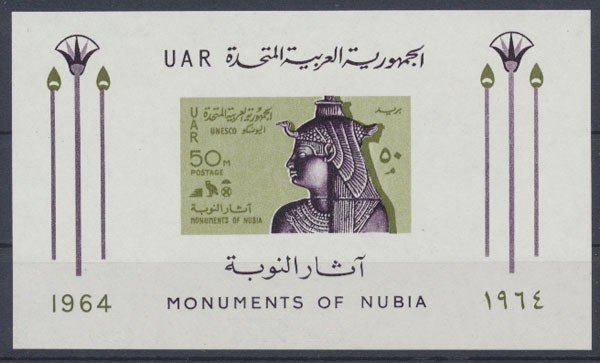 UAR الجمهورية العربية المتحدة
UAR
الجمهورية العربية المتحدة
بريد
UNESCO اليونسكو
50M
٥٠م
POSTAGE
آثار النوبة
MONUMENTS OF NUBIA
آثار النوبة
1964 MONUMENTS OF NUBIA ١٩٦٤